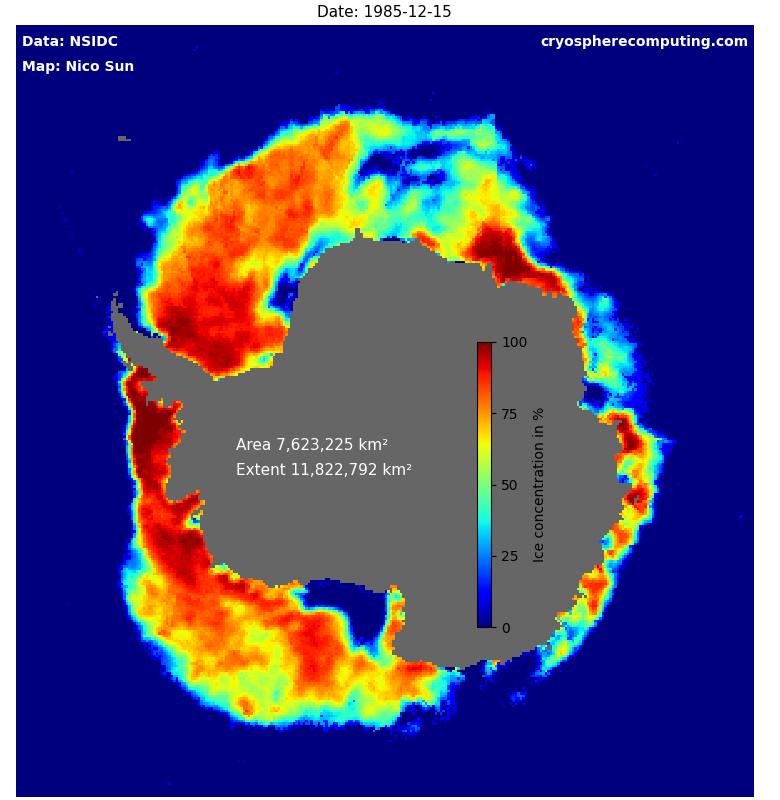 Date: 1985-12-15
Data: NSIDC
cryospherecomputing.com
Map: Nico Sun
100
75
50
25
0
Ice concentration in %
Area 7,623,225 km²
Extent 11,822,792 km²